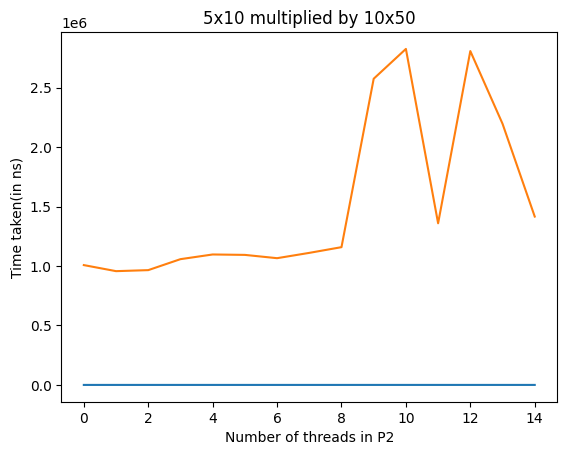 5x10 multiplied by 10x50
1e6
2.5
2.0
1.5
1.0
0.5
0.0
Time taken(in ns)
0 2 4 6 8 10 12 14
Number of threads in P2